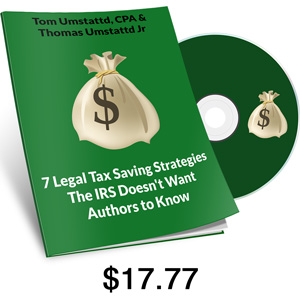 Tom Umstattd, CPA &
Thomas Umstattd Jr
$
7 Legal Tax Saving Strategies
The IRS Doesn't Want
Authors to Know
$
$17.77